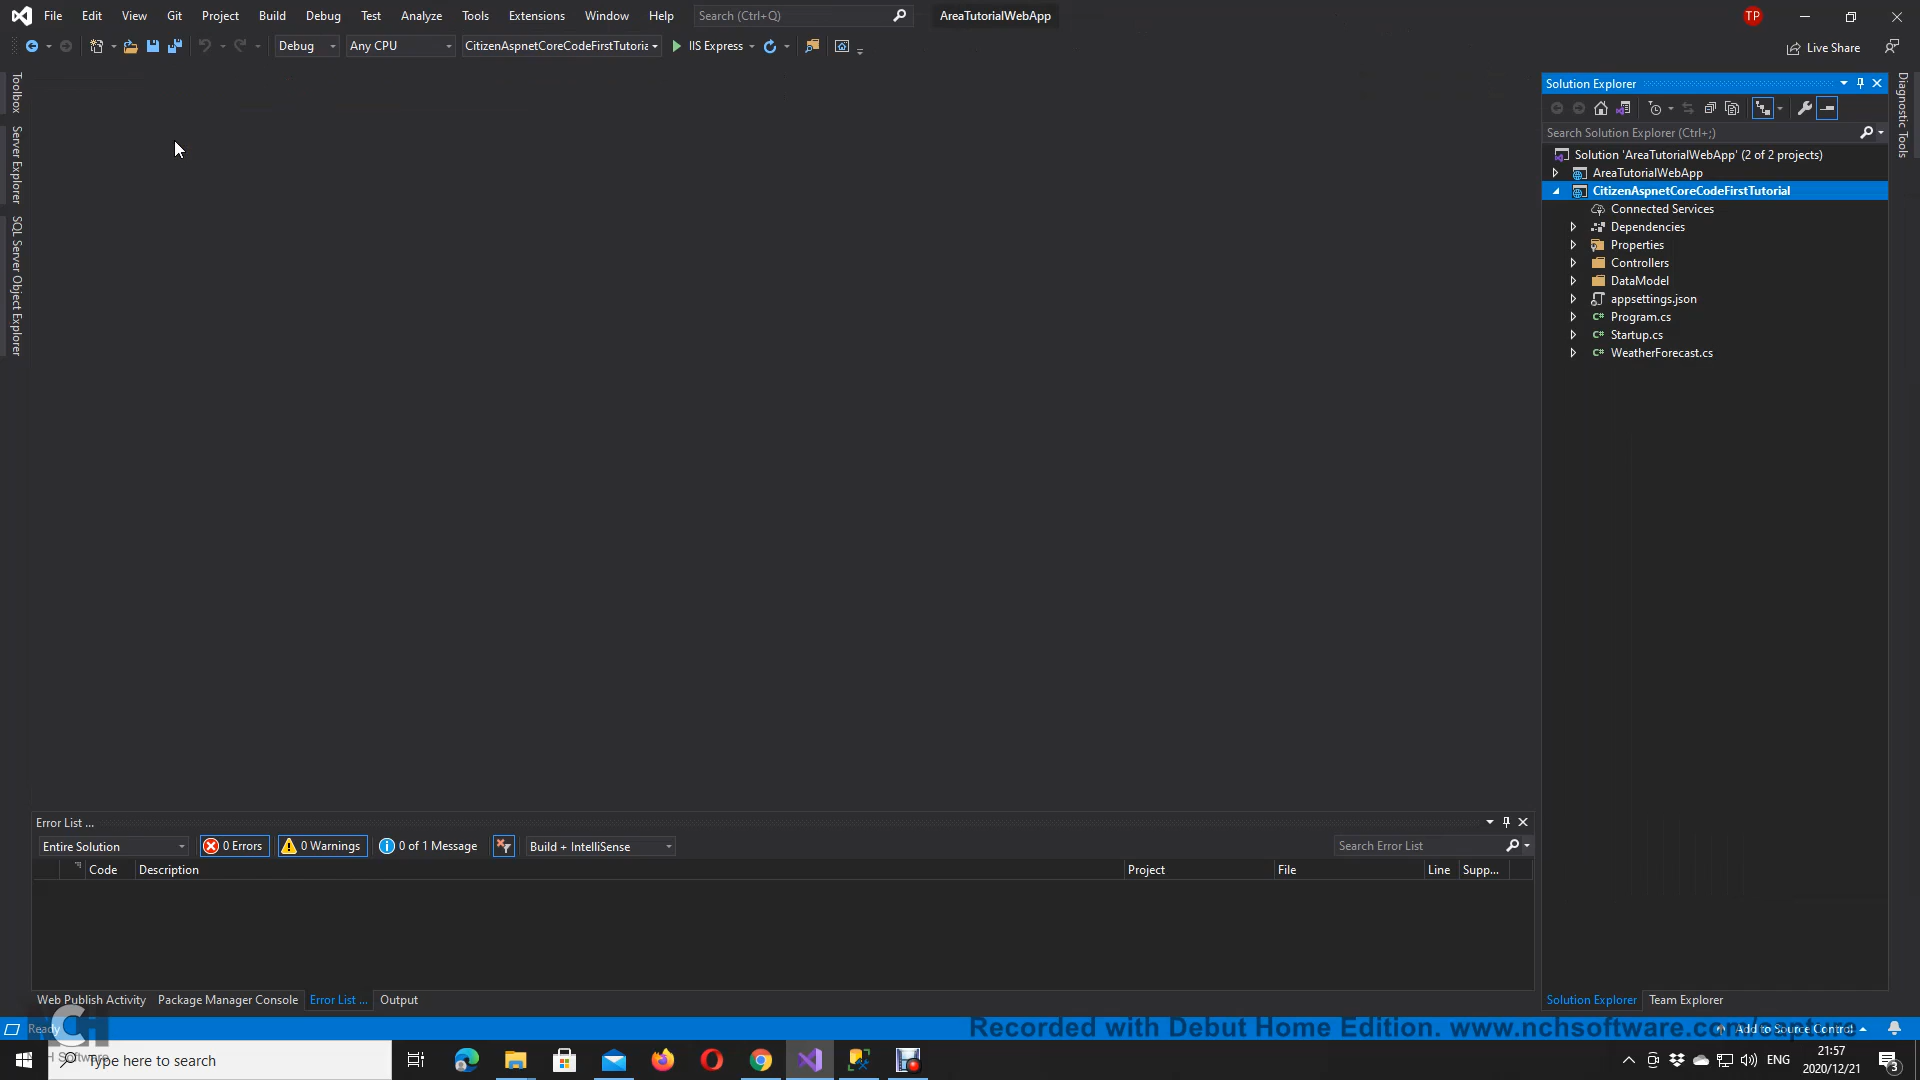 File Edit View Git Project Build Debug Test Analyze Tools Extensions Window Help Search (Ctrl+Q) AreaTutorialWebApp TP
Debug Any CPU CitizenAspnetCoreCodeFirstTutoria IIS Express Live Share
Toolbox
Server Explorer
SQL Server Object Explorer
Solution Explorer
Search Solution Explorer (Ctrl+;)
Solution 'AreaTutorialWebApp' (2 of 2 projects)
AreaTutorialWebApp
CitizenAspnetCoreCodeFirstTutorial
Connected Services
Dependencies
Properties
Controllers
DataModel
appsettings.json
C# Program.cs
C# Startup.cs
C# WeatherForecast.cs
Diagnostic Tools
Error List ...
Entire Solution 0 Errors 0 Warnings 0 of 1 Message Build + IntelliSense Search Error List
Code Description Project File Line Supp...
Web Publish Activity Package Manager Console Error List ... Output
Solution Explorer Team Explorer
Ready
Recorded with Debut Home Edition. www.nchsoftware.com/capture
Add to Source Control
NCH Software
Type here to search
ENG
21:57
2020/12/21
3